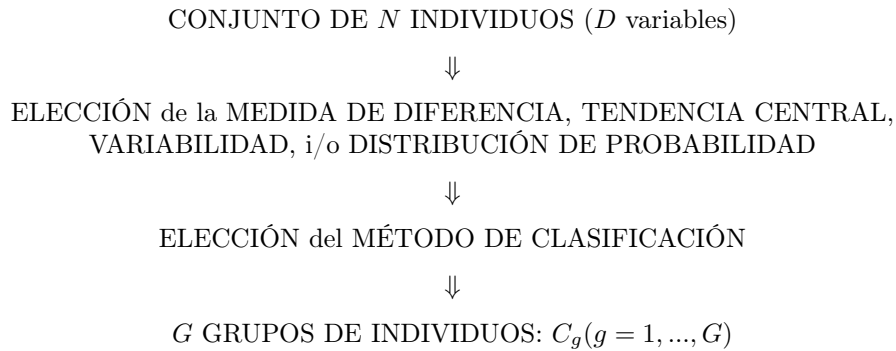 CONJUNTO DE N INDIVIDUOS (D variables)
⇓
ELECCIÓN de la MEDIDA DE DIFERENCIA, TENDENCIA CENTRAL,
VARIABILIDAD, i/o DISTRIBUCIÓN DE PROBABILIDAD
⇓
ELECCIÓN del MÉTODO DE CLASIFICACIÓN
⇓
G GRUPOS DE INDIVIDUOS: C_g(g = 1, ..., G)